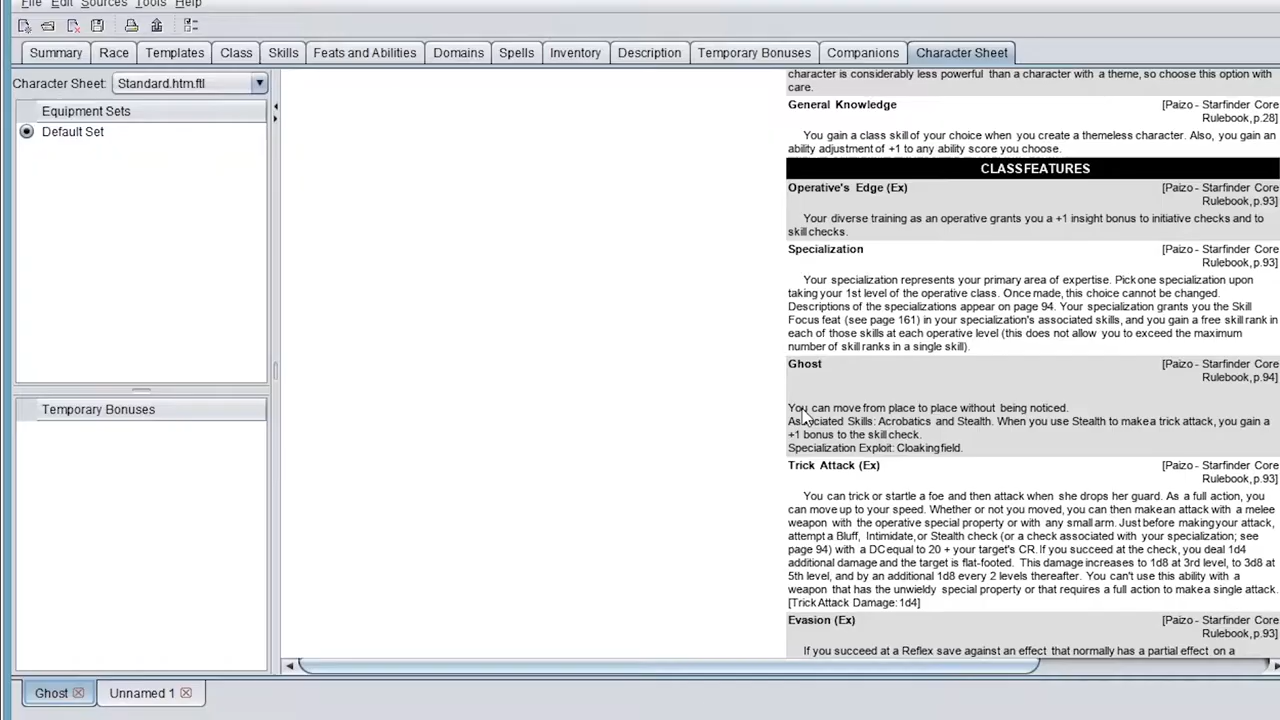 File Edit Sources Tools Help
Summary Race Templates Class Skills Feats and Abilities Domains Spells Inventory Description Temporary Bonuses Companions Character Sheet
Character Sheet: Standard.htm.ftl
Equipment Sets
Default Set
Temporary Bonuses
character is considerably less powerful than a character with a theme, so choose this option with
care.
General Knowledge [Paizo - Starfinder Core
Rulebook, p.28]
You gain a class skill of your choice when you create a themeless character. Also, you gain an
ability adjustment of +1 to any ability score you choose.
CLASS FEATURES
Operative's Edge (Ex) [Paizo - Starfinder Core
Rulebook, p.93]
Your diverse training as an operative grants you a +1 insight bonus to initiative checks and to
skill checks.
Specialization [Paizo - Starfinder Core
Rulebook, p.93]
Your specialization represents your primary area of expertise. Pick one specialization upon
taking your 1st level of the operative class. Once made, this choice cannot be changed.
Descriptions of the specializations appear on page 94. Your specialization grants you the Skill
Focus feat (see page 161) in your specialization's associated skills, and you gain a free skill rank in
each of those skills at each operative level (this does not allow you to exceed the maximum
number of skill ranks in a single skill).
Ghost [Paizo - Starfinder Core
Rulebook, p.94]
You can move from place to place without being noticed.
Associated Skills: Acrobatics and Stealth. When you use Stealth to make a trick attack, you gain a
+1 bonus to the skill check.
Specialization Exploit: Cloaking field.
Trick Attack (Ex) [Paizo - Starfinder Core
Rulebook, p.93]
You can trick or startle a foe and then attack when she drops her guard. As a full action, you
can move up to your speed. Whether or not you moved, you can then make an attack with a melee
weapon with the operative special property or with any small arm. Just before making your attack,
attempt a Bluff, Intimidate, or Stealth check (or a check associated with your specialization; see
page 94) with a DC equal to 20 + your target's CR. If you succeed at the check, you deal 1d4
additional damage and the target is flat-footed. This damage increases to 1d8 at 3rd level, to 3d8 at
5th level, and by an additional 1d8 every 2 levels thereafter. You can't use this ability with a
weapon that has the unwieldy special property or that requires a full action to make a single attack.
[Trick Attack Damage: 1d4]
Evasion (Ex) [Paizo - Starfinder Core
Rulebook, p.93]
If you succeed at a Reflex save against an effect that normally has a partial effect on a
Ghost Unnamed 1